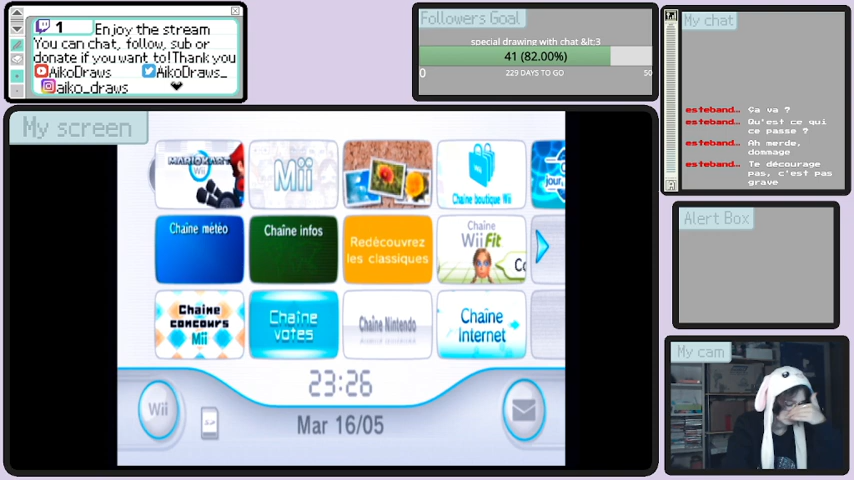 1 Enjoy the stream
You can chat, follow, sub or
donate if you want to!Thank you
AikoDraws AikoDraws_
aiko_draws
Followers Goal
special drawing with chat &lt;3
41 (82.00%)
0 50
229 DAYS TO GO
My chat
esteband… Ça va ?
esteband… Qu'est ce qui
ce passe ?
esteband… Ah merde,
dommage
esteband… Te décourage
pas, c'est pas
grave
Alert Box
My cam
My screen
MARIOKART
Wii
Mii
Chaîne boutique Wii
jour
Chaîne météo
Chaîne infos
Redécouvrez
les classiques
Chaîne
Wii Fit
Co
Chaîne
concours
Mii
Chaîne
votes
Chaîne Nintendo
Chaîne
Internet
23:26
Wii
Mar 16/05